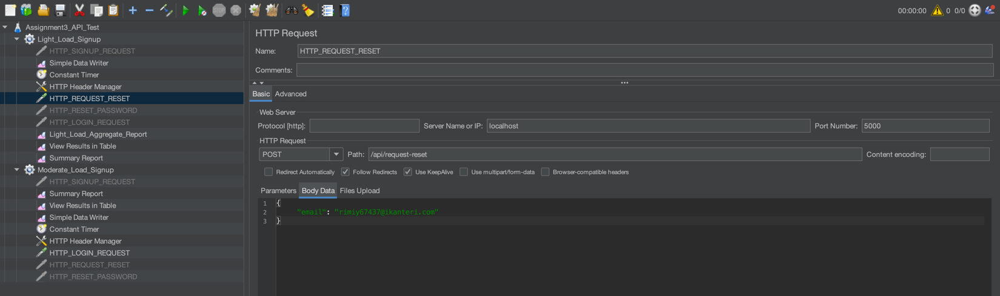 00:00:00 0 0/0
Assignment3_API_Test
Light_Load_Signup
HTTP_SIGNUP_REQUEST
Simple Data Writer
Constant Timer
HTTP Header Manager
HTTP_REQUEST_RESET
HTTP_RESET_PASSWORD
HTTP_LOGIN_REQUEST
Light_Load_Aggregate_Report
View Results in Table
Summary Report
Moderate_Load_Signup
HTTP_SIGNUP_REQUEST
Summary Report
View Results in Table
Simple Data Writer
Constant Timer
HTTP Header Manager
HTTP_LOGIN_REQUEST
HTTP_REQUEST_RESET
HTTP_RESET_PASSWORD
HTTP Request
Name: HTTP_REQUEST_RESET
Comments:
Basic Advanced
Web Server
Protocol [http]: Server Name or IP: localhost Port Number: 5000
HTTP Request
POST Path: /api/request-reset Content encoding:
Redirect Automatically Follow Redirects Use KeepAlive Use multipart/form-data Browser-compatible headers
Parameters Body Data Files Upload
1 {
2 "email": "rimiy67437@ikanteri.com"
3 }